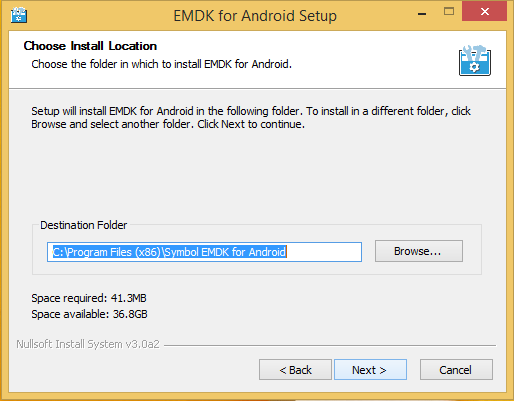 EMDK for Android Setup
Choose Install Location
Choose the folder in which to install EMDK for Android.
Setup will install EMDK for Android in the following folder. To install in a different folder, click
Browse and select another folder. Click Next to continue.
Destination Folder
C:\Program Files (x86)\Symbol EMDK for Android
Browse...
Space required: 41.3MB
Space available: 36.8GB
Nullsoft Install System v3.0a2
< Back
Next >
Cancel